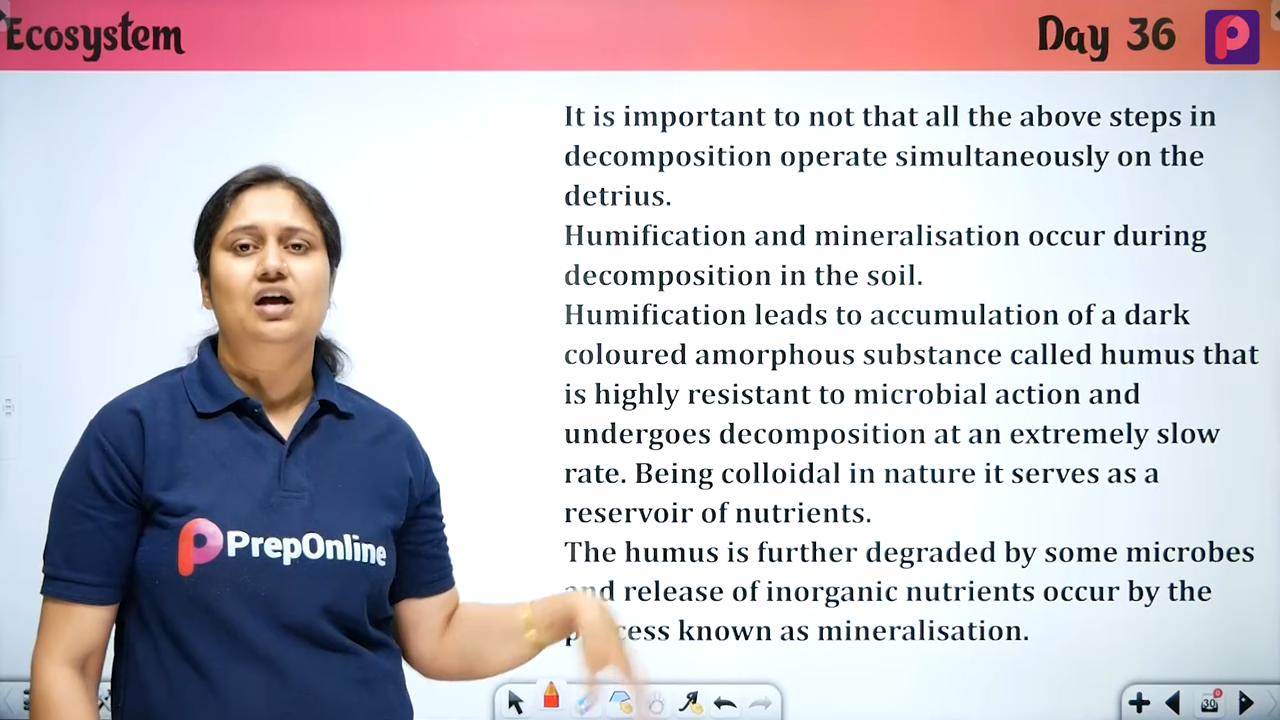 Ecosystem
Day 36
It is important to not that all the above steps in
decomposition operate simultaneously on the
detrius.
Humification and mineralisation occur during
decomposition in the soil.
Humification leads to accumulation of a dark
coloured amorphous substance called humus that
is highly resistant to microbial action and
undergoes decomposition at an extremely slow
rate. Being colloidal in nature it serves as a
reservoir of nutrients.
The humus is further degraded by some microbes
and release of inorganic nutrients occur by the
process known as mineralisation.
PrepOnline
30